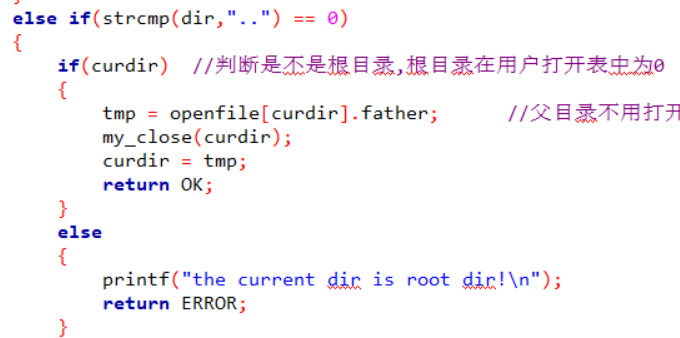 else if(strcmp(dir,"..") == 0)
{
if(curdir) //判断是不是根目录,根目录在用户打开表中为0
{
tmp = openfile[curdir].father; //父目录不用打开
my_close(curdir);
curdir = tmp;
return OK;
}
else
{
printf("the current dir is root dir!\n");
return ERROR;
}